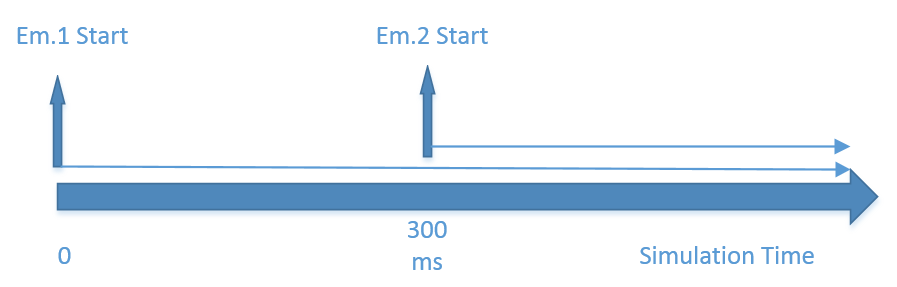 Em.1 Start
Em.2 Start
0
300
ms
Simulation Time